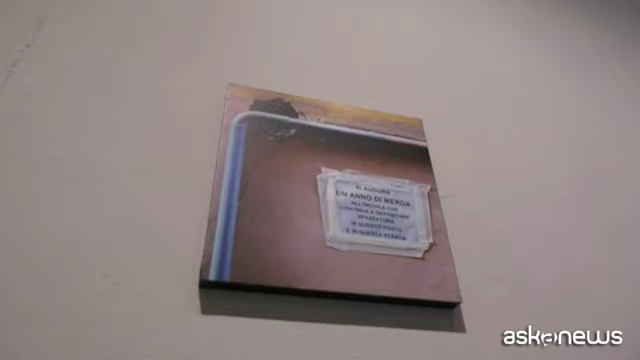 SI AUGURA
UN ANNO DI MERDA
ALL'INCIVILE CHE
CONTINUA A DEPOSITARE
SPAZZATURA
IN QUESTO POSTO
E IN QUESTA STRADA
askanews